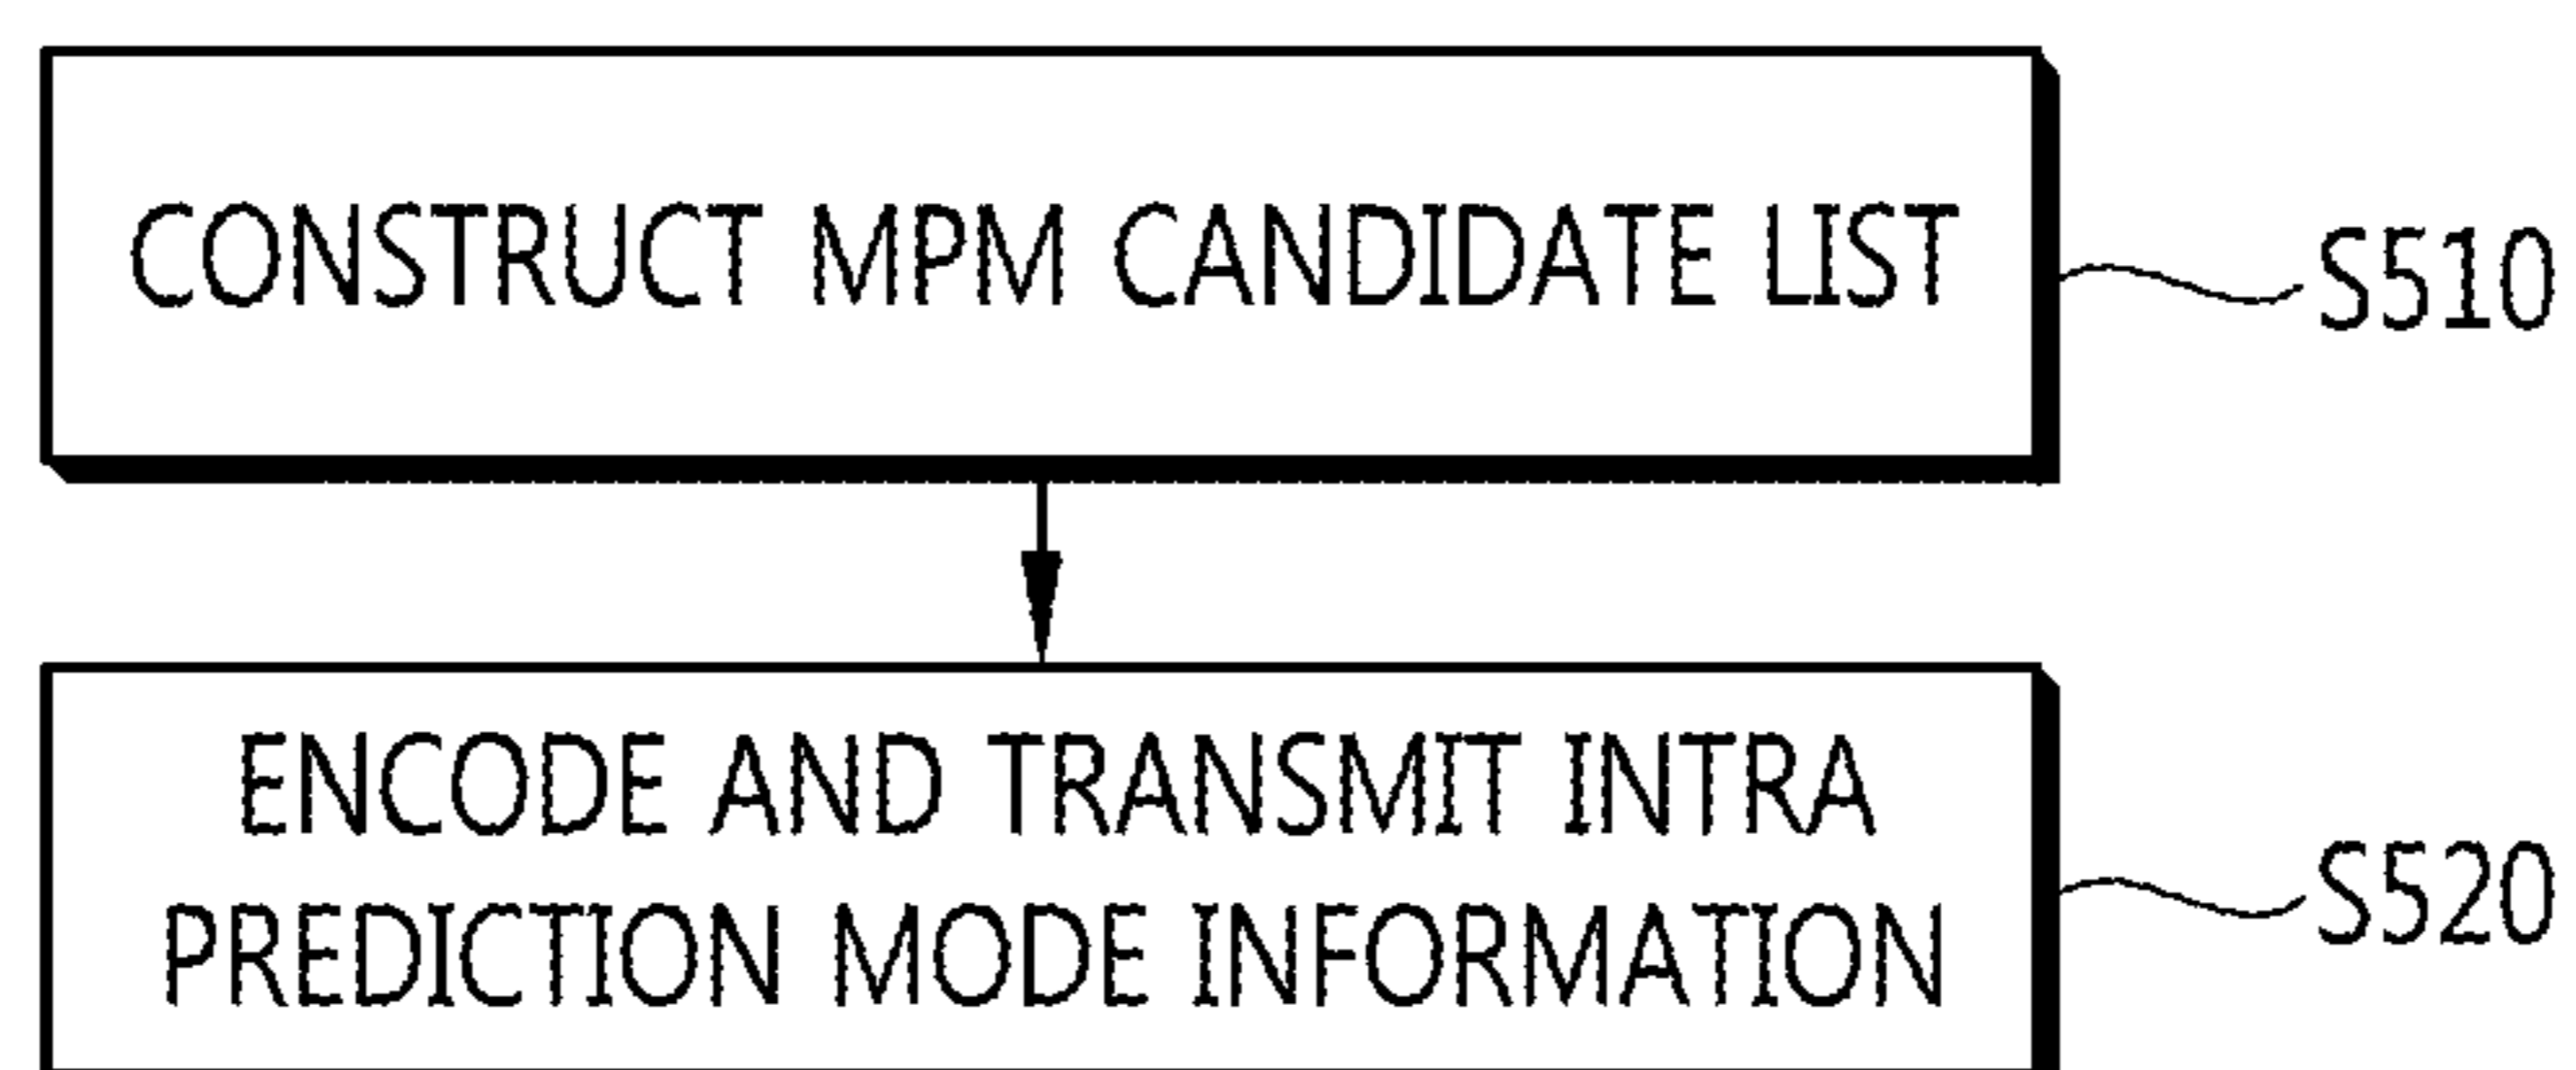 CONSTRUCT MPM CANDIDATE LIST
S510
ENCODE AND TRANSMIT INTRA
PREDICTION MODE INFORMATION
S520